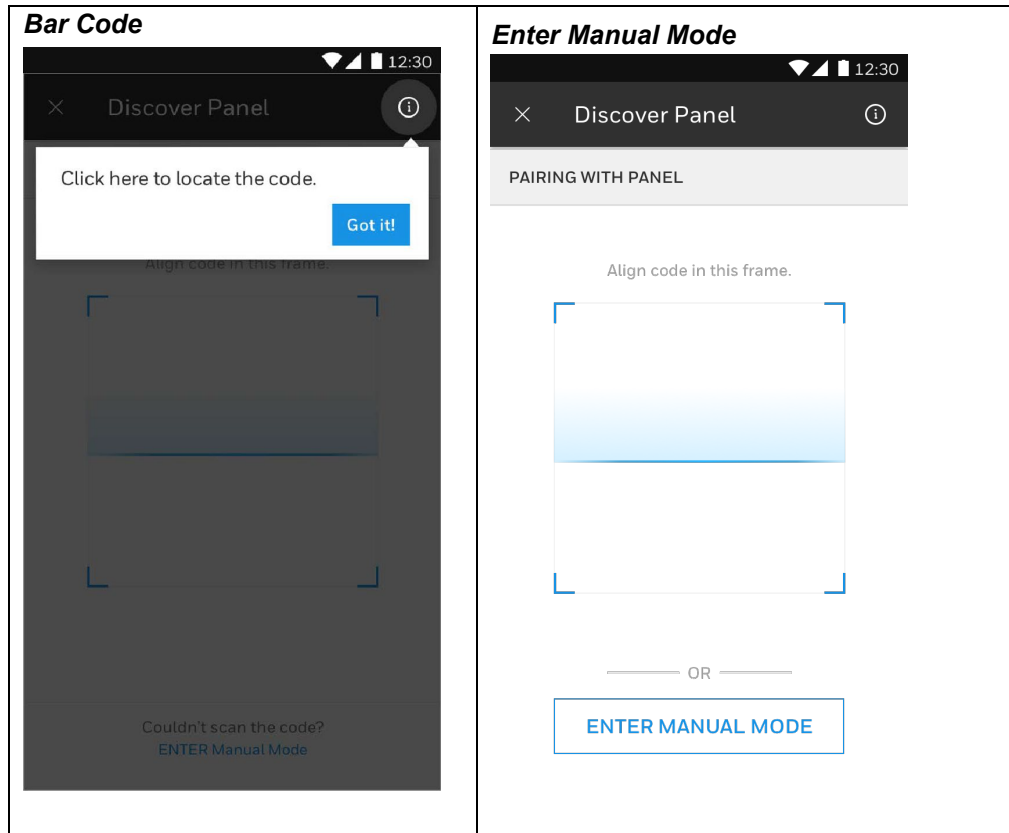 Bar Code
12:30
Discover Panel
Click here to locate the code.
Got it!
Align code in this frame.
Couldn't scan the code?
ENTER Manual Mode
Enter Manual Mode
12:30
Discover Panel
PAIRING WITH PANEL
Align code in this frame.
OR
ENTER MANUAL MODE